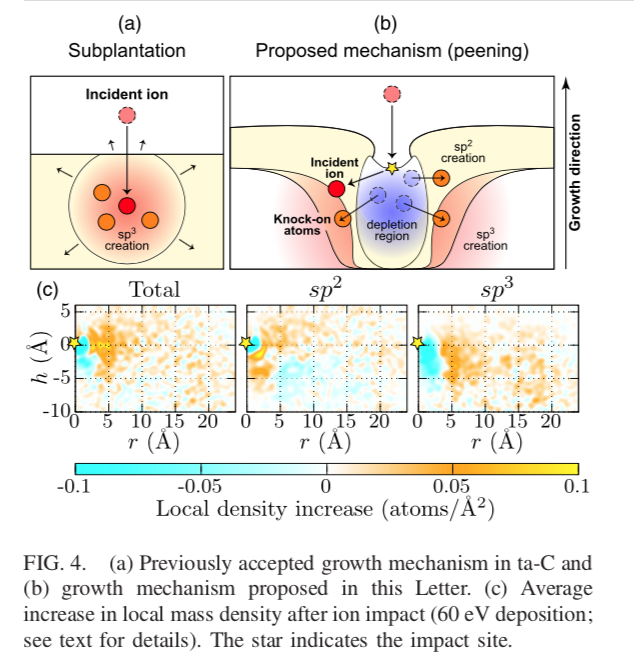 (a)
Subplantation
Incident ion
sp3
creation
(b)
Proposed mechanism (peening)
sp2
creation
Incident
ion
Knock-on
atoms
depletion
region
sp3
creation
Growth direction
(c)
Total
sp2
sp3
h (Å)
5
0
-5
-10
0 5 10 15 20
r (Å)
0 5 10 15 20
r (Å)
0 5 10 15 20
r (Å)
-0.1 -0.05 0 0.05 0.1
Local density increase (atoms/Å2)
FIG. 4. (a) Previously accepted growth mechanism in ta-C and
(b) growth mechanism proposed in this Letter. (c) Average
increase in local mass density after ion impact (60 eV deposition;
see text for details). The star indicates the impact site.